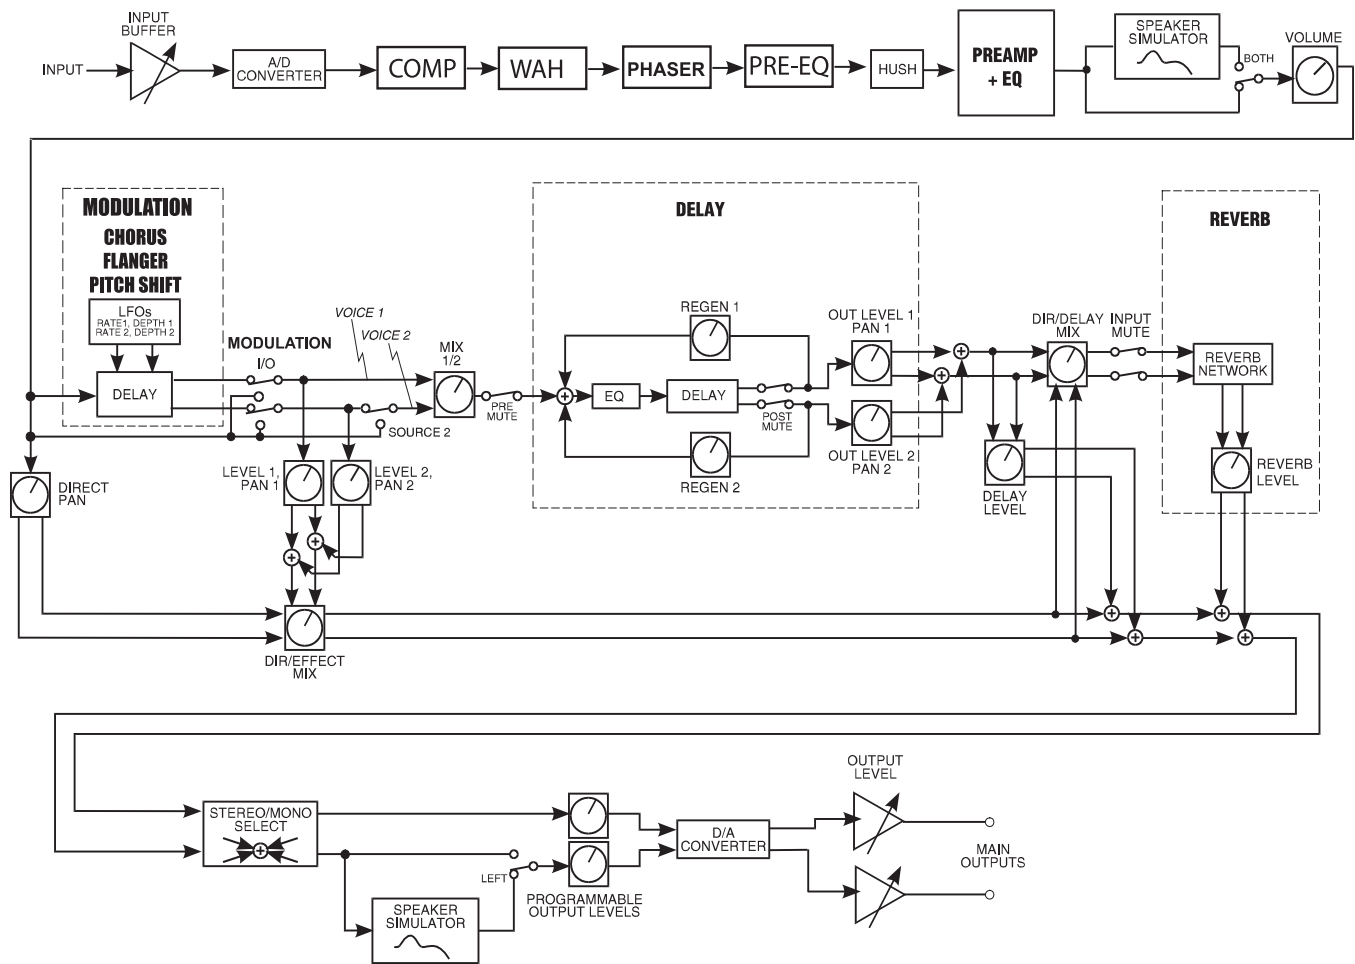 INPUT
INPUT
BUFFER
A/D
CONVERTER
COMP
WAH
PHASER
PRE-EQ
HUSH
PREAMP
+ EQ
SPEAKER
SIMULATOR
BOTH
VOLUME
MODULATION
CHORUS
FLANGER
PITCH SHIFT
LFOs
RATE1, DEPTH 1
RATE 2, DEPTH 2
DELAY
MODULATION
I/O
VOICE 1
VOICE 2
SOURCE 2
MIX
1/2
PRE
MUTE
DELAY
REGEN 1
EQ
DELAY
POST
MUTE
REGEN 2
OUT LEVEL 1
PAN 1
OUT LEVEL 2
PAN 2
DIR/DELAY
MIX
INPUT
MUTE
REVERB
REVERB
NETWORK
REVERB
LEVEL
DELAY
LEVEL
DIRECT
PAN
LEVEL 1,
PAN 1
LEVEL 2,
PAN 2
DIR/EFFECT
MIX
STEREO/MONO
SELECT
LEFT
SPEAKER
SIMULATOR
PROGRAMMABLE
OUTPUT LEVELS
D/A
CONVERTER
OUTPUT
LEVEL
MAIN
OUTPUTS